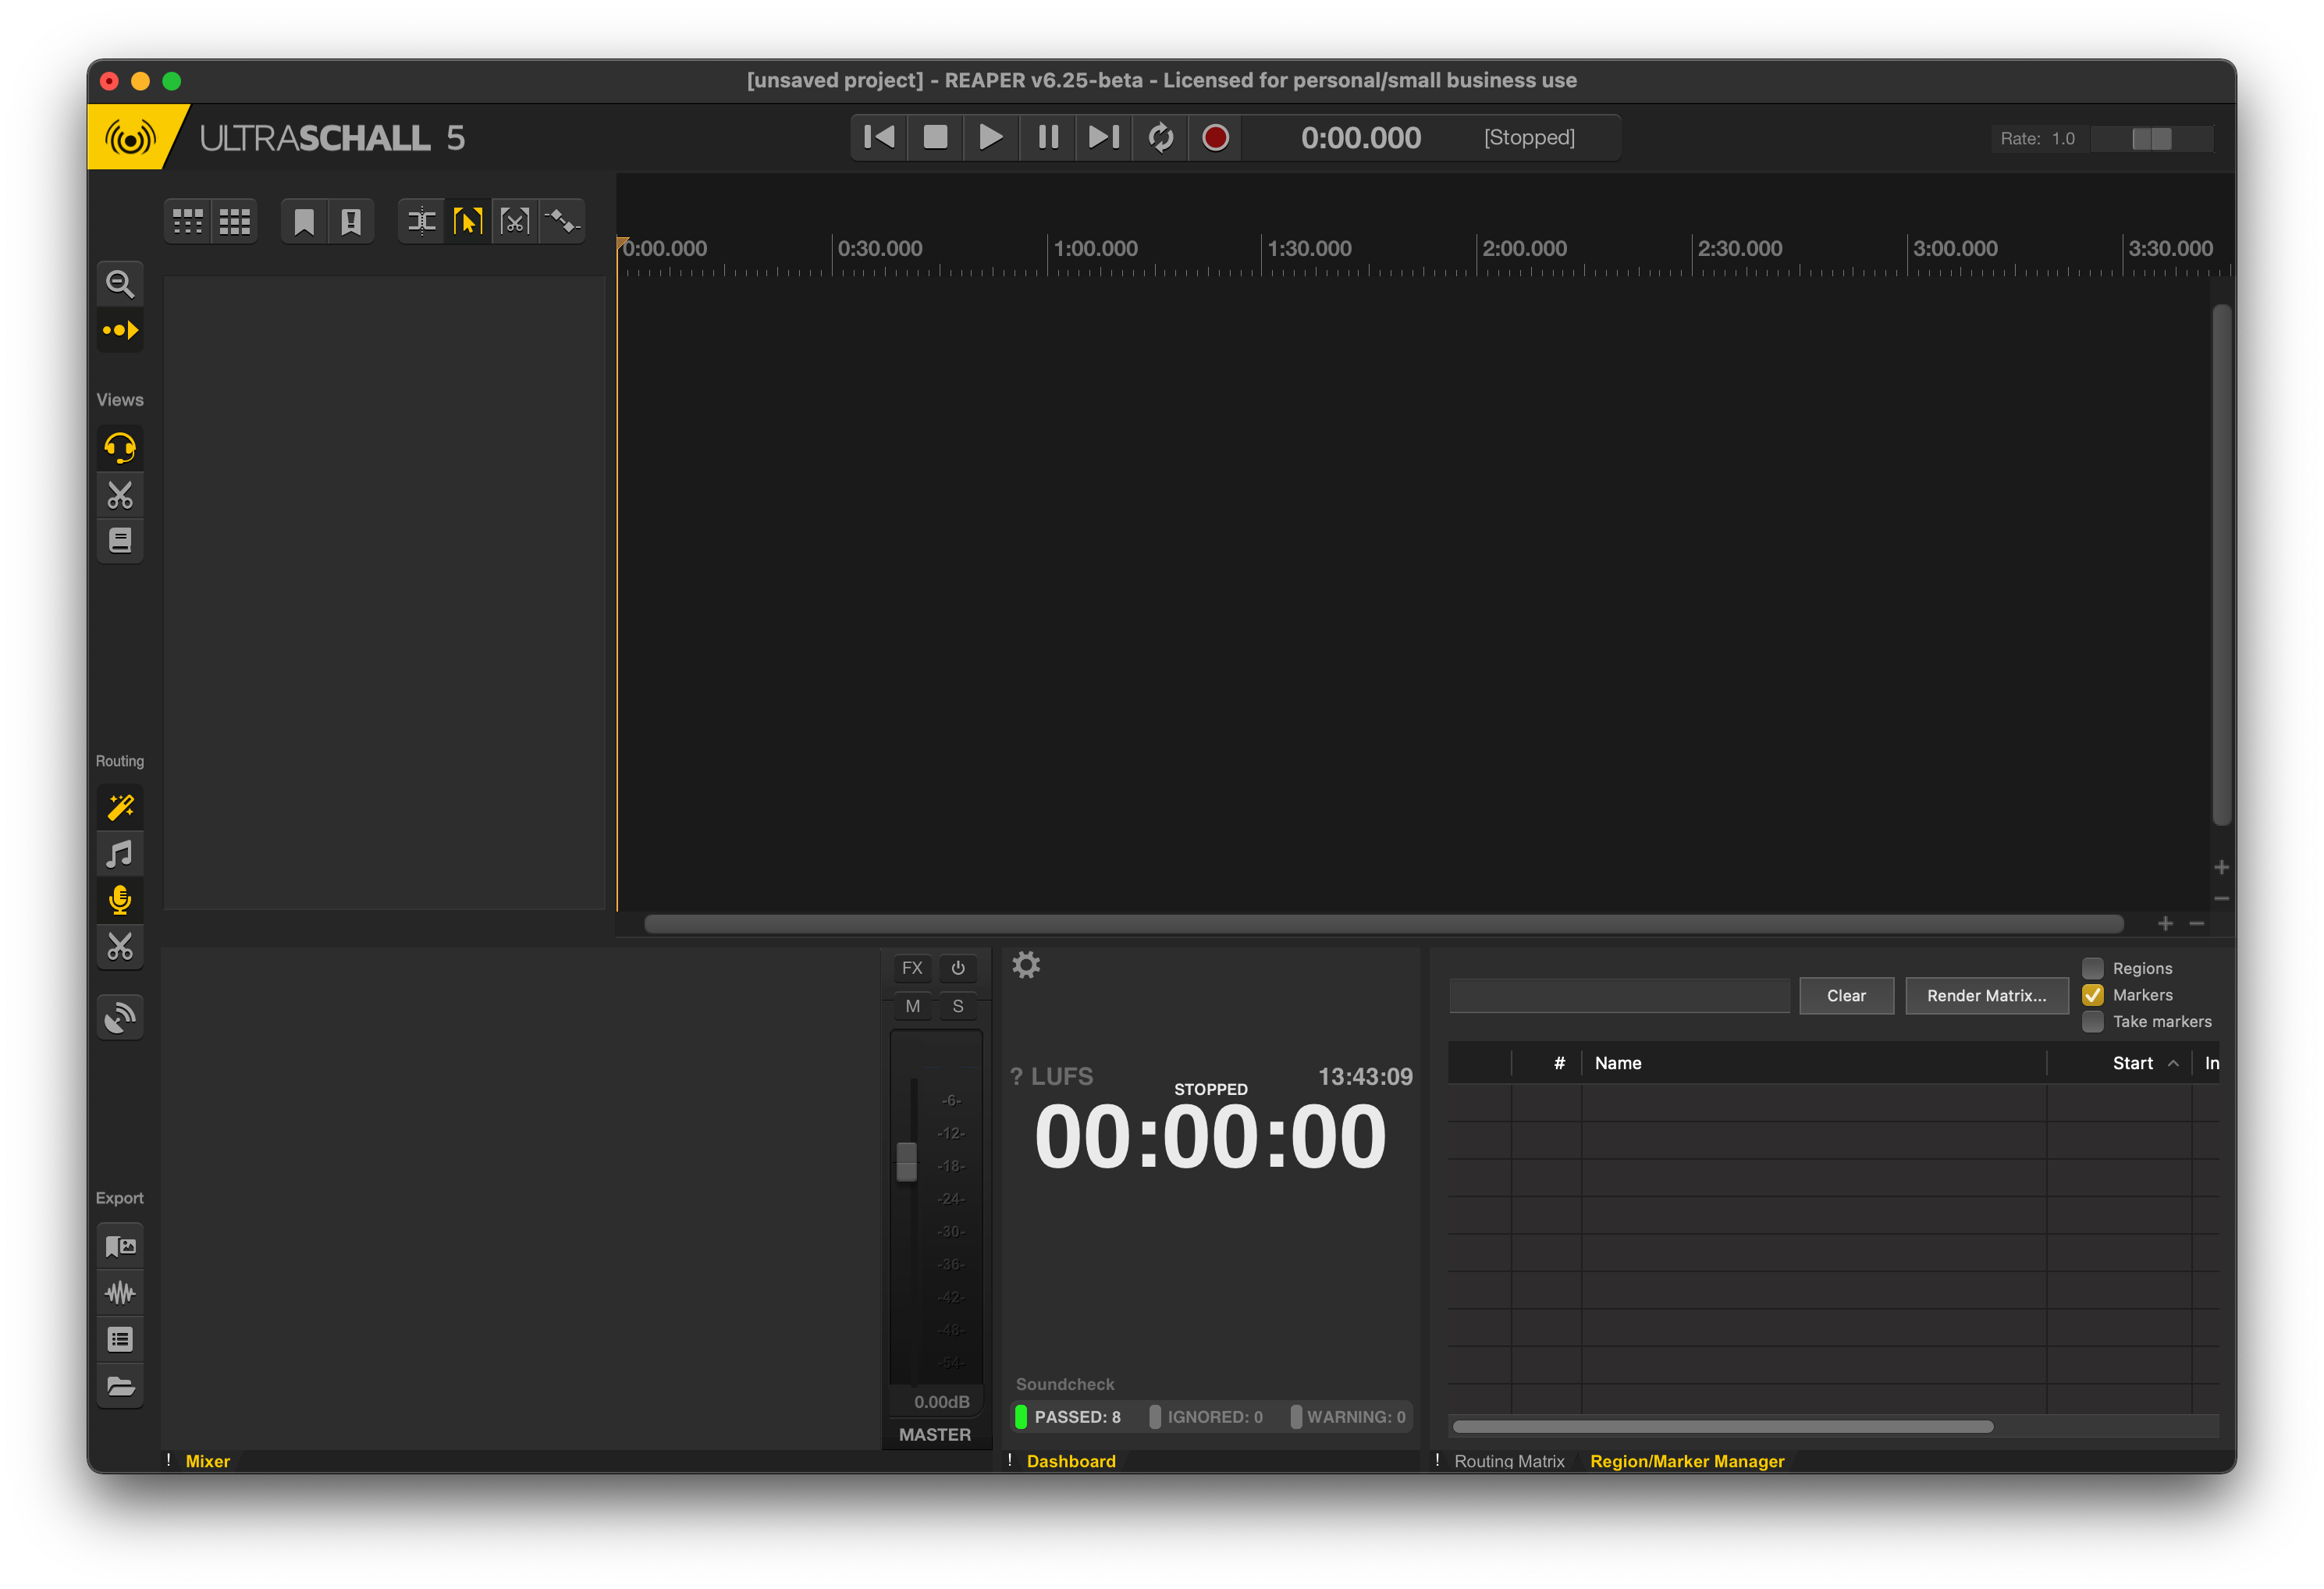 [unsaved project] - REAPER v6.25-beta - Licensed for personal/small business use
ULTRASCHALL 5
0:00.000 [Stopped]
Rate: 1.0
0:00.000 0:30.000 1:00.000 1:30.000 2:00.000 2:30.000 3:00.000 3:30.000
Views
Routing
Export
FX
M S
-6-
-12-
-18-
-24-
-30-
-36-
-42-
-48-
-54-
0.00dB
MASTER
! Mixer
? LUFS 13:43:09
STOPPED
00:00:00
Soundcheck
PASSED: 8 IGNORED: 0 WARNING: 0
! Dashboard
Clear Render Matrix...
Regions
Markers
Take markers
# Name Start In
! Routing Matrix Region/Marker Manager